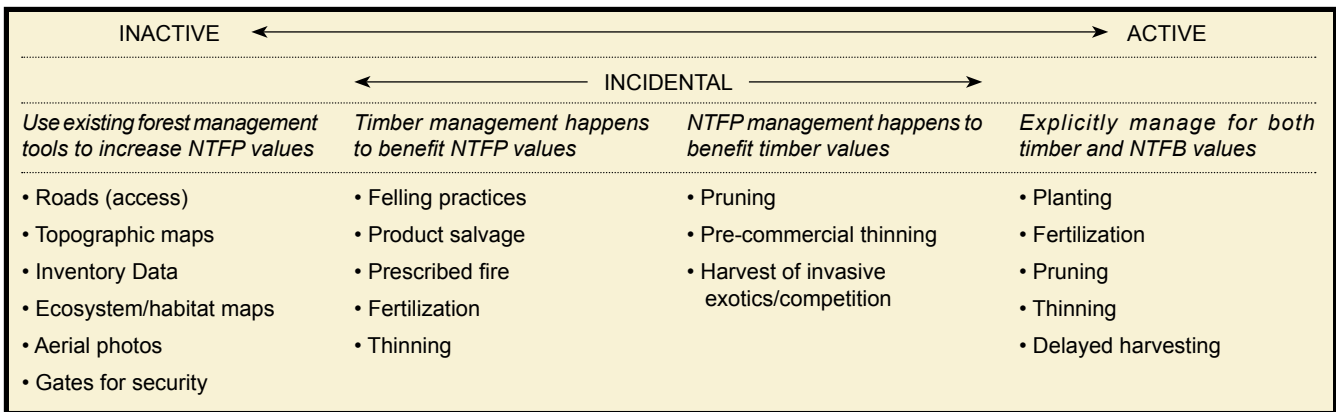 INACTIVE ACTIVE
INCIDENTAL
Use existing forest management
tools to increase NTFP values
• Roads (access)
• Topographic maps
• Inventory Data
• Ecosystem/habitat maps
• Aerial photos
• Gates for security
Timber management happens
to benefit NTFP values
• Felling practices
• Product salvage
• Prescribed fire
• Fertilization
• Thinning
NTFP management happens to
benefit timber values
• Pruning
• Pre-commercial thinning
• Harvest of invasive
exotics/competition
Explicitly manage for both
timber and NTFB values
• Planting
• Fertilization
• Pruning
• Thinning
• Delayed harvesting